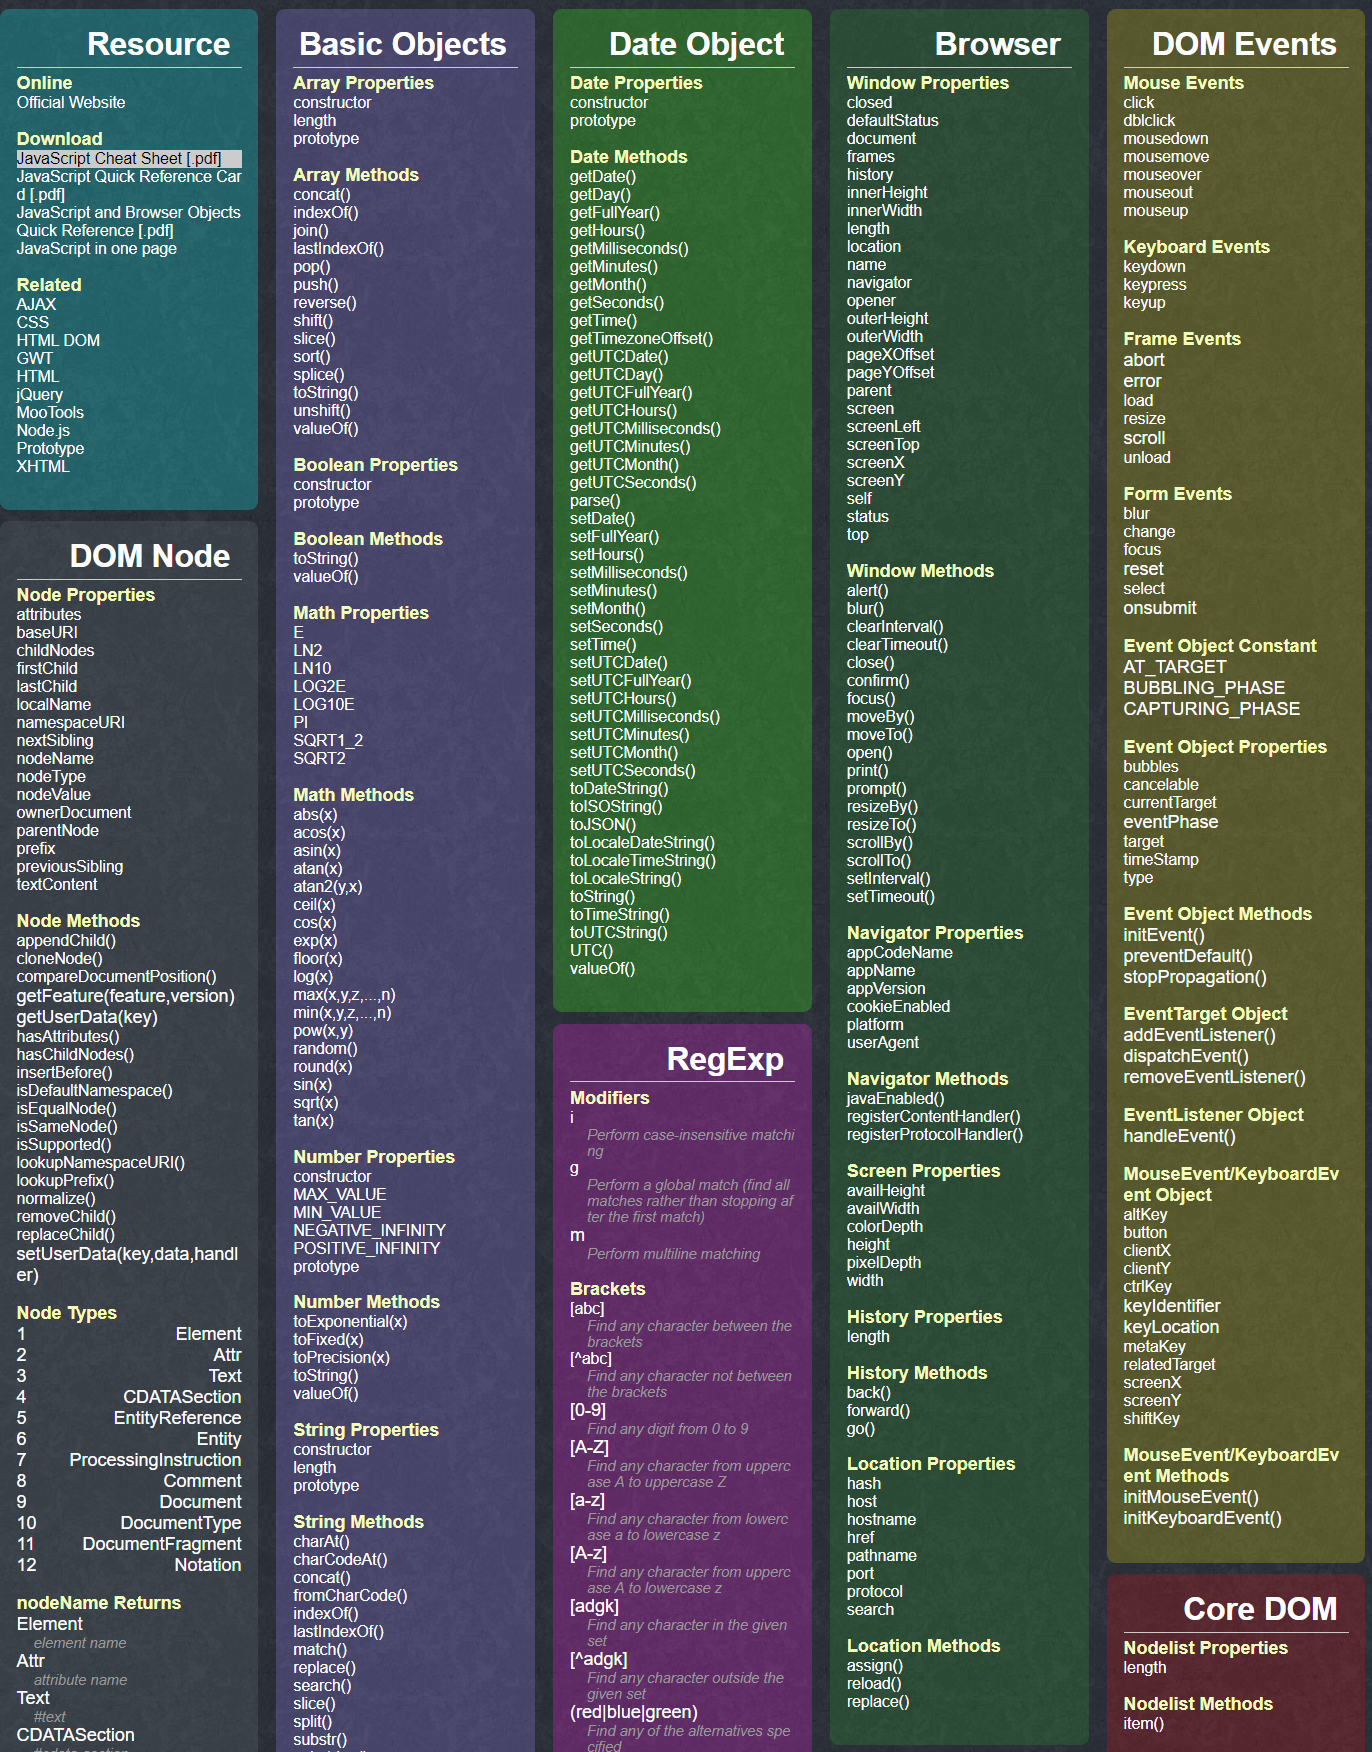 Resource
Online
Official Website
Download
JavaScript Cheat Sheet [.pdf]
JavaScript Quick Reference Car
d [.pdf]
JavaScript and Browser Objects
Quick Reference [.pdf]
JavaScript in one page
Related
AJAX
CSS
HTML DOM
GWT
HTML
jQuery
MooTools
Node.js
Prototype
XHTML
DOM Node
Node Properties
attributes
baseURI
childNodes
firstChild
lastChild
localName
namespaceURI
nextSibling
nodeName
nodeType
nodeValue
ownerDocument
parentNode
prefix
previousSibling
textContent
Node Methods
appendChild()
cloneNode()
compareDocumentPosition()
getFeature(feature,version)
getUserData(key)
hasAttributes()
hasChildNodes()
insertBefore()
isDefaultNamespace()
isEqualNode()
isSameNode()
isSupported()
lookupNamespaceURI()
lookupPrefix()
normalize()
removeChild()
replaceChild()
setUserData(key,data,handl
er)
Node Types
1 Element
2 Attr
3 Text
4 CDATASection
5 EntityReference
6 Entity
7 ProcessingInstruction
8 Comment
9 Document
10 DocumentType
11 DocumentFragment
12 Notation
nodeName Returns
Element
element name
Attr
attribute name
Text
#text
CDATASection
Basic Objects
Array Properties
constructor
length
prototype
Array Methods
concat()
indexOf()
join()
lastIndexOf()
pop()
push()
reverse()
shift()
slice()
sort()
splice()
toString()
unshift()
valueOf()
Boolean Properties
constructor
prototype
Boolean Methods
toString()
valueOf()
Math Properties
E
LN2
LN10
LOG2E
LOG10E
PI
SQRT1_2
SQRT2
Math Methods
abs(x)
acos(x)
asin(x)
atan(x)
atan2(y,x)
ceil(x)
cos(x)
exp(x)
floor(x)
log(x)
max(x,y,z,...,n)
min(x,y,z,...,n)
pow(x,y)
random()
round(x)
sin(x)
sqrt(x)
tan(x)
Number Properties
constructor
MAX_VALUE
MIN_VALUE
NEGATIVE_INFINITY
POSITIVE_INFINITY
prototype
Number Methods
toExponential(x)
toFixed(x)
toPrecision(x)
toString()
valueOf()
String Properties
constructor
length
prototype
String Methods
charAt()
charCodeAt()
concat()
fromCharCode()
indexOf()
lastIndexOf()
match()
replace()
search()
slice()
split()
substr()
Date Object
Date Properties
constructor
prototype
Date Methods
getDate()
getDay()
getFullYear()
getHours()
getMilliseconds()
getMinutes()
getMonth()
getSeconds()
getTime()
getTimezoneOffset()
getUTCDate()
getUTCDay()
getUTCFullYear()
getUTCHours()
getUTCMilliseconds()
getUTCMinutes()
getUTCMonth()
getUTCSeconds()
parse()
setDate()
setFullYear()
setHours()
setMilliseconds()
setMinutes()
setMonth()
setSeconds()
setTime()
setUTCDate()
setUTCFullYear()
setUTCHours()
setUTCMilliseconds()
setUTCMinutes()
setUTCMonth()
setUTCSeconds()
toDateString()
toISOString()
toJSON()
toLocaleDateString()
toLocaleTimeString()
toLocaleString()
toString()
toTimeString()
toUTCString()
UTC()
valueOf()
RegExp
Modifiers
i
Perform case-insensitive matchi
ng
g
Perform a global match (find all
matches rather than stopping af
ter the first match)
m
Perform multiline matching
Brackets
[abc]
Find any character between the
brackets
[^abc]
Find any character not between
the brackets
[0-9]
Find any digit from 0 to 9
[A-Z]
Find any character from upperc
ase A to uppercase Z
[a-z]
Find any character from lowerc
ase a to lowercase z
[A-z]
Find any character from upperc
ase A to lowercase z
[adgk]
Find any character in the given
set
[^adgk]
Find any character outside the
given set
(red|blue|green)
Find any of the alternatives spe
cified
Browser
Window Properties
closed
defaultStatus
document
frames
history
innerHeight
innerWidth
length
location
name
navigator
opener
outerHeight
outerWidth
pageXOffset
pageYOffset
parent
screen
screenLeft
screenTop
screenX
screenY
self
status
top
Window Methods
alert()
blur()
clearInterval()
clearTimeout()
close()
confirm()
focus()
moveBy()
moveTo()
open()
print()
prompt()
resizeBy()
resizeTo()
scrollBy()
scrollTo()
setInterval()
setTimeout()
Navigator Properties
appCodeName
appName
appVersion
cookieEnabled
platform
userAgent
Navigator Methods
javaEnabled()
registerContentHandler()
registerProtocolHandler()
Screen Properties
availHeight
availWidth
colorDepth
height
pixelDepth
width
History Properties
length
History Methods
back()
forward()
go()
Location Properties
hash
host
hostname
href
pathname
port
protocol
search
Location Methods
assign()
reload()
replace()
DOM Events
Mouse Events
click
dblclick
mousedown
mousemove
mouseover
mouseout
mouseup
Keyboard Events
keydown
keypress
keyup
Frame Events
abort
error
load
resize
scroll
unload
Form Events
blur
change
focus
reset
select
onsubmit
Event Object Constant
AT_TARGET
BUBBLING_PHASE
CAPTURING_PHASE
Event Object Properties
bubbles
cancelable
currentTarget
eventPhase
target
timeStamp
type
Event Object Methods
initEvent()
preventDefault()
stopPropagation()
EventTarget Object
addEventListener()
dispatchEvent()
removeEventListener()
EventListener Object
handleEvent()
MouseEvent/KeyboardEv
ent Object
altKey
button
clientX
clientY
ctrlKey
keyIdentifier
keyLocation
metaKey
relatedTarget
screenX
screenY
shiftKey
MouseEvent/KeyboardEv
ent Methods
initMouseEvent()
initKeyboardEvent()
Core DOM
Nodelist Properties
length
Nodelist Methods
item()